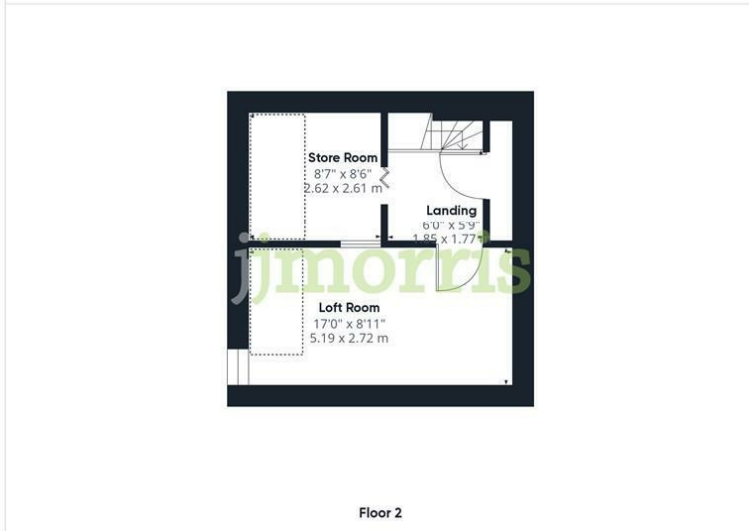 Store Room
8'7" x 8'6"
2.62 x 2.61 m
Landing
6'0" x 5'9"
1.85 x 1.77
jjmorris
Loft Room
17'0" x 8'11"
5.19 x 2.72 m
Floor 2